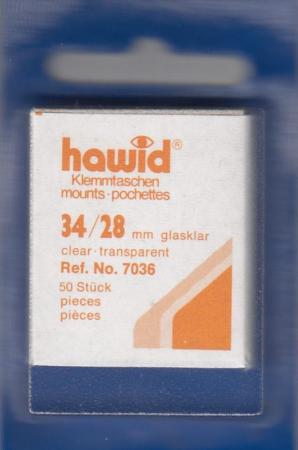 hawid®
Klemmtaschen
mounts·pochettes
34/28 mm glasklar
clear·transparent
Ref. No. 7036
50 Stück
pieces
pièces